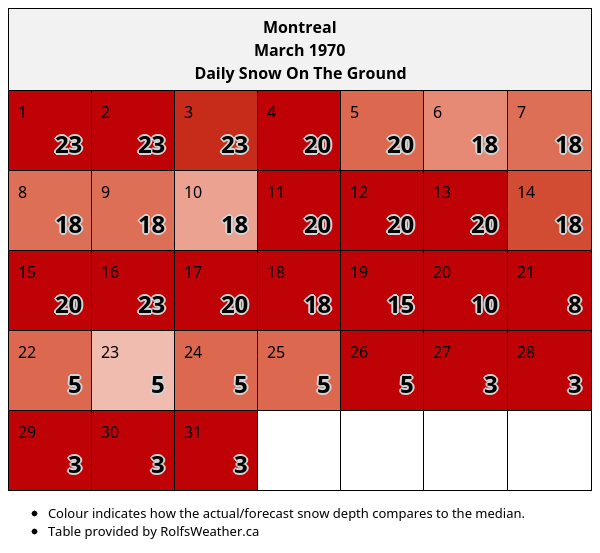 Montreal
March 1970
Daily Snow On The Ground
1 2 3 4 5 6 7
23 23 23 20 20 18 18
8 9 10 11 12 13 14
18 18 18 20 20 20 18
15 16 17 18 19 20 21
20 23 20 18 15 10 8
22 23 24 25 26 27 28
5 5 5 5 5 3 3
29 30 31
3 3 3
• Colour indicates how the actual/forecast snow depth compares to the median.
• Table provided by RolfsWeather.ca